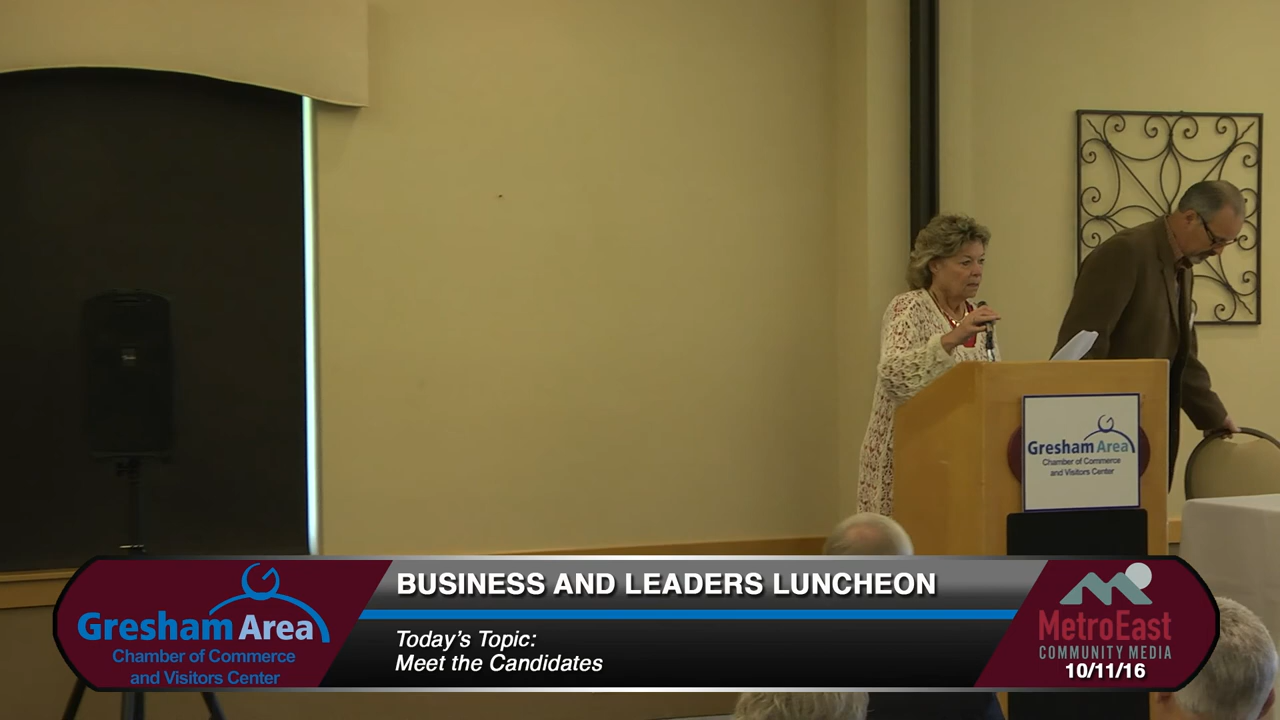 Gresham Area
Chamber of Commerce
and Visitors Center
BUSINESS AND LEADERS LUNCHEON
Gresham Area
Chamber of Commerce
and Visitors Center
Today's Topic:
Meet the Candidates
MetroEast
COMMUNITY MEDIA
10/11/16